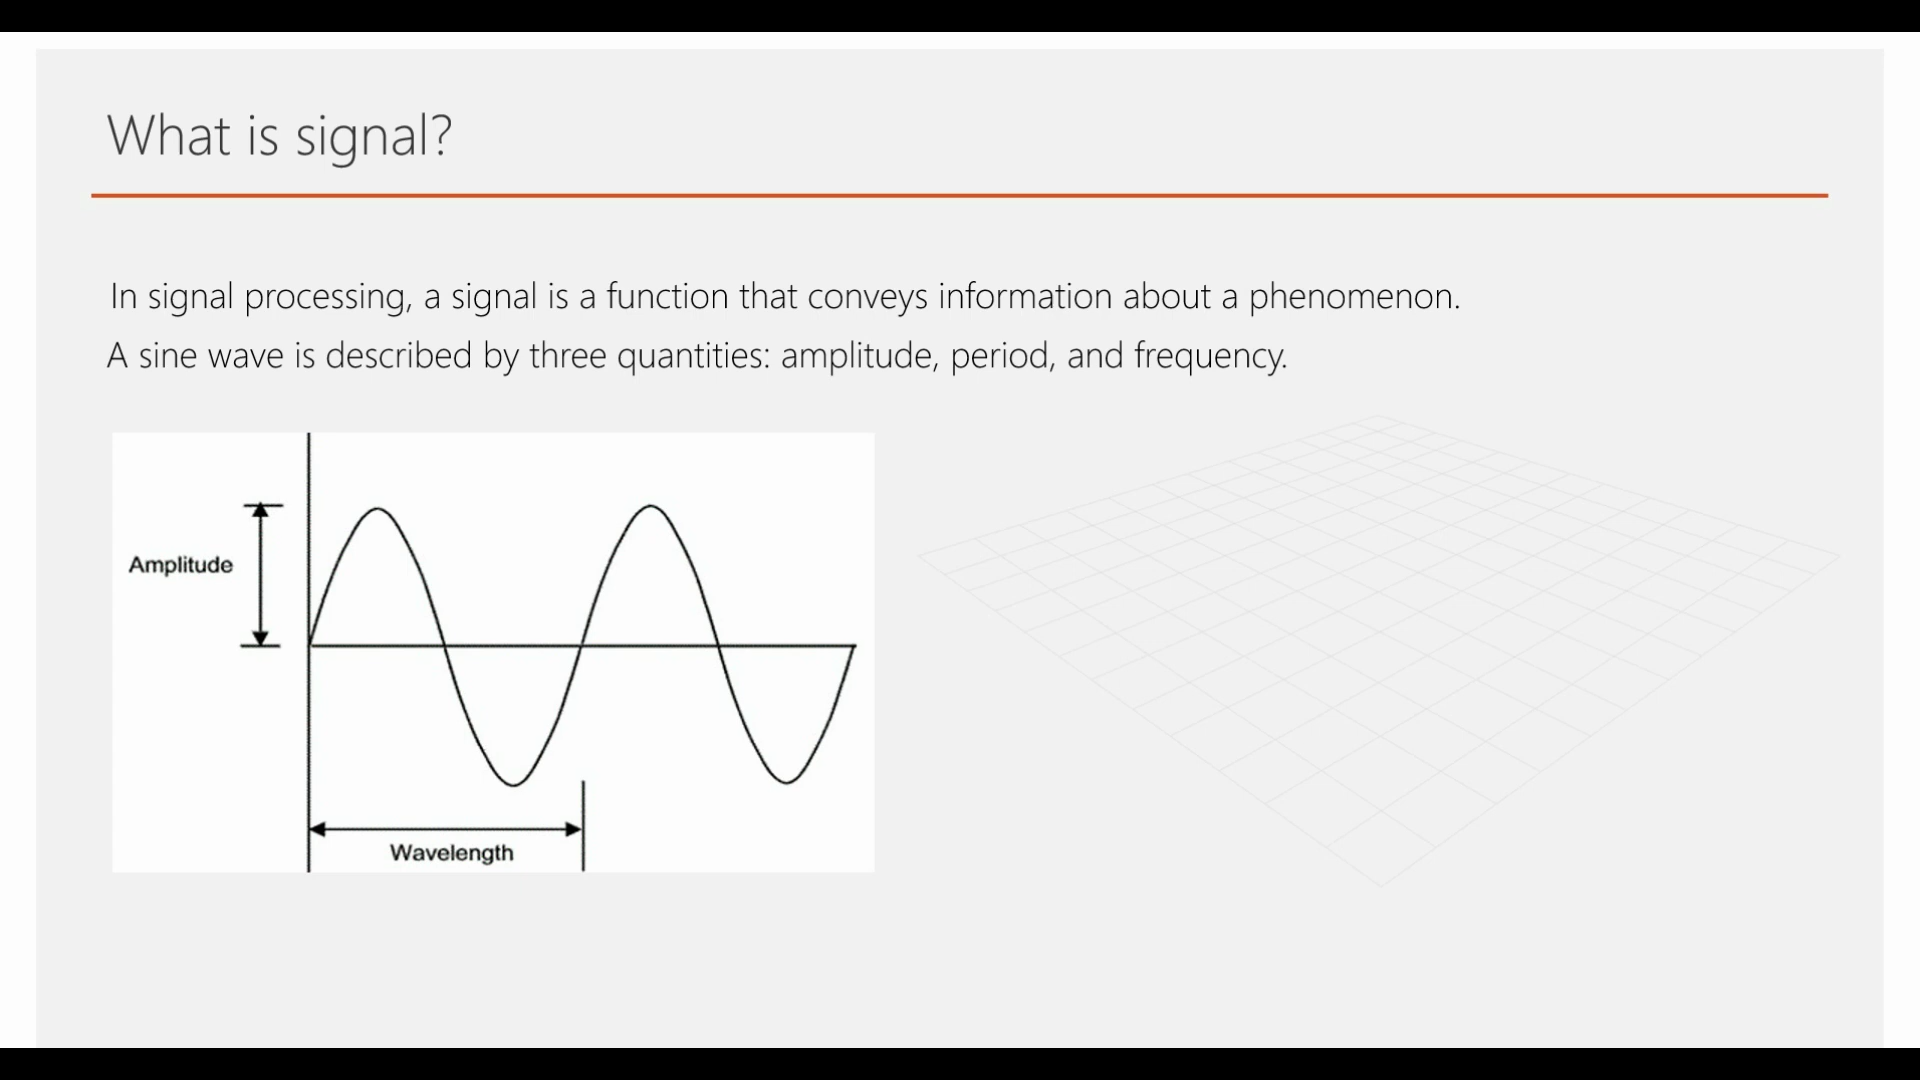 What is signal?
In signal processing, a signal is a function that conveys information about a phenomenon.
A sine wave is described by three quantities: amplitude, period, and frequency.
Amplitude
Wavelength